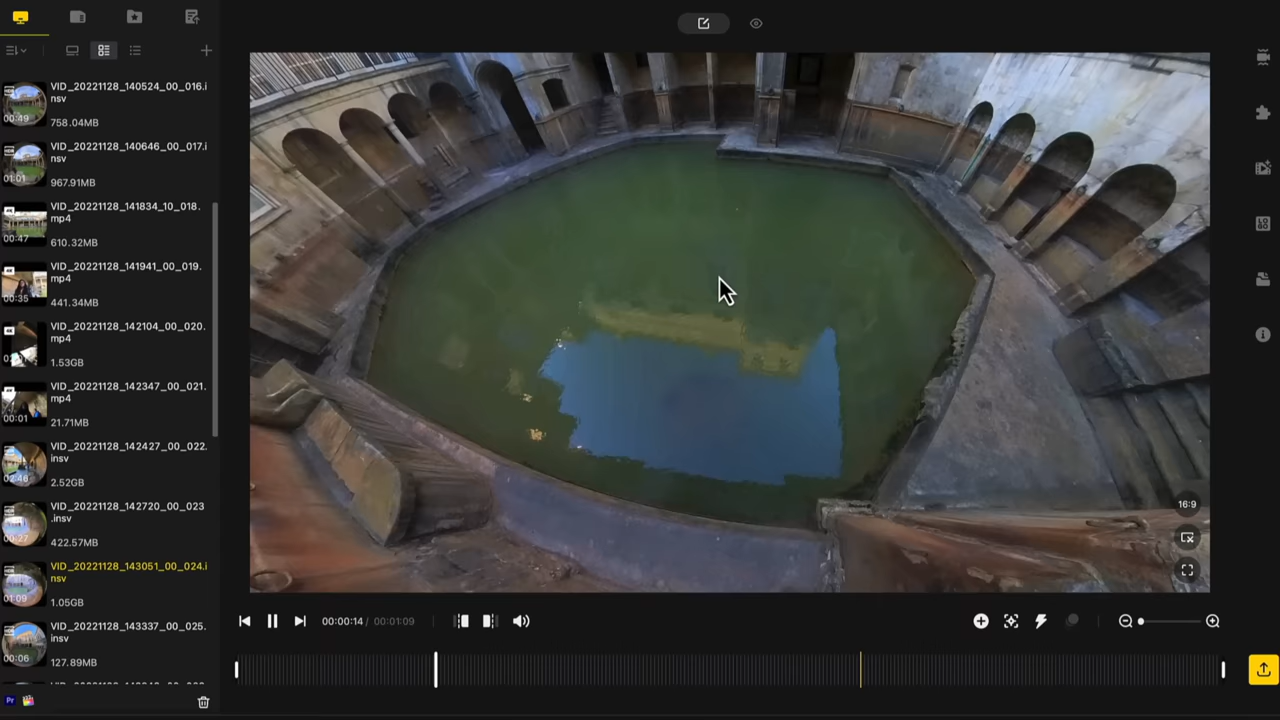 VID_20221128_140524_00_016.i
nsv
00:49
758.04MB
VID_20221128_140646_00_017.i
nsv
01:01
967.91MB
VID_20221128_141834_10_018.
mp4
00:47
610.32MB
VID_20221128_141941_00_019.
mp4
00:35
441.34MB
VID_20221128_142104_00_020.
mp4
1.53GB
VID_20221128_142347_00_021.
mp4
00:01
21.71MB
VID_20221128_142427_00_022.
insv
02:46
2.52GB
VID_20221128_142720_00_023
.insv
00:27
422.57MB
VID_20221128_143051_00_024.i
nsv
01:09
1.05GB
VID_20221128_143337_00_025.
insv
00:06
127.89MB
Pr
16:9
00:00:14 / 00:01:09